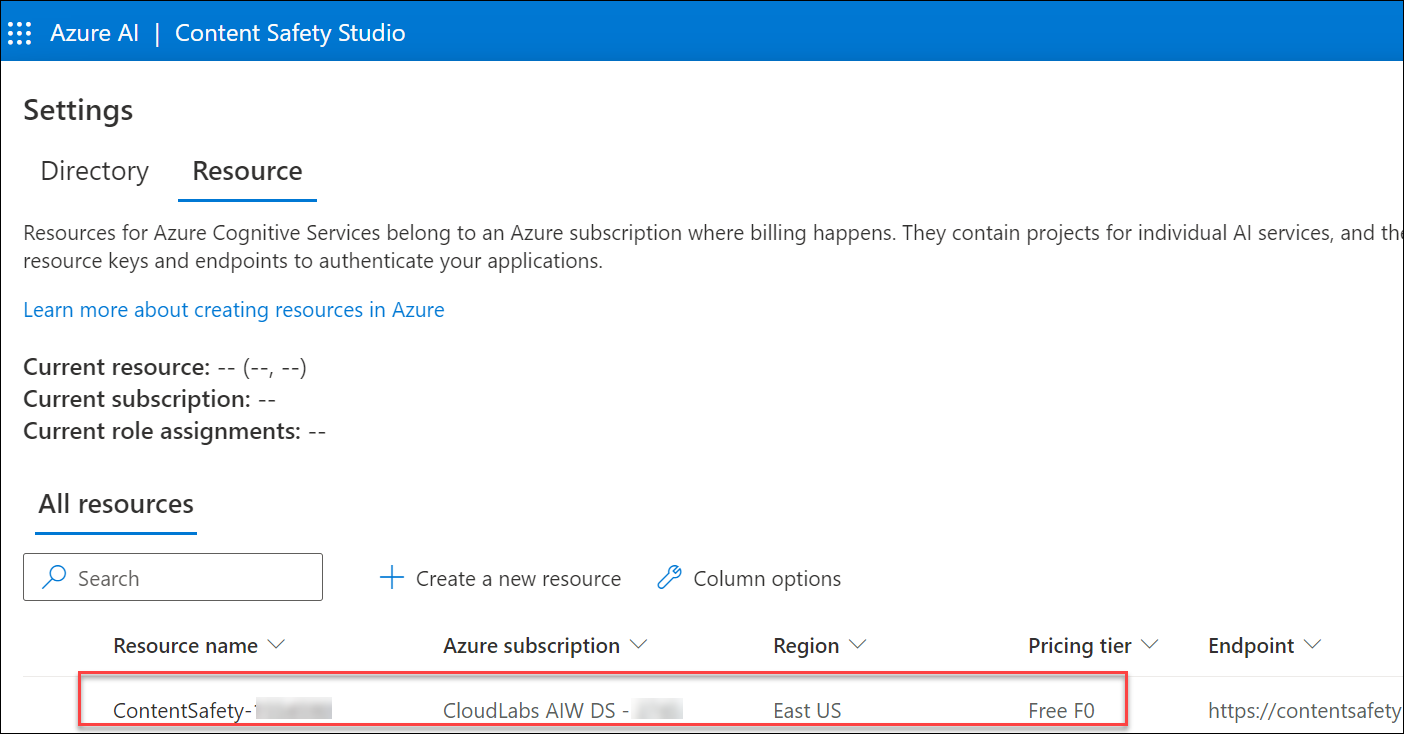 Azure AI | Content Safety Studio
Settings
Directory Resource
Resources for Azure Cognitive Services belong to an Azure subscription where billing happens. They contain projects for individual AI services, and
resource keys and endpoints to authenticate your applications.
Learn more about creating resources in Azure
Current resource: -- (--, --)
Current subscription: --
Current role assignments: --
All resources
Search Create a new resource Column options
Resource name Azure subscription Region Pricing tier Endpoint
ContentSafety- CloudLabs AIW DS - East US Free F0 https://contentsafety